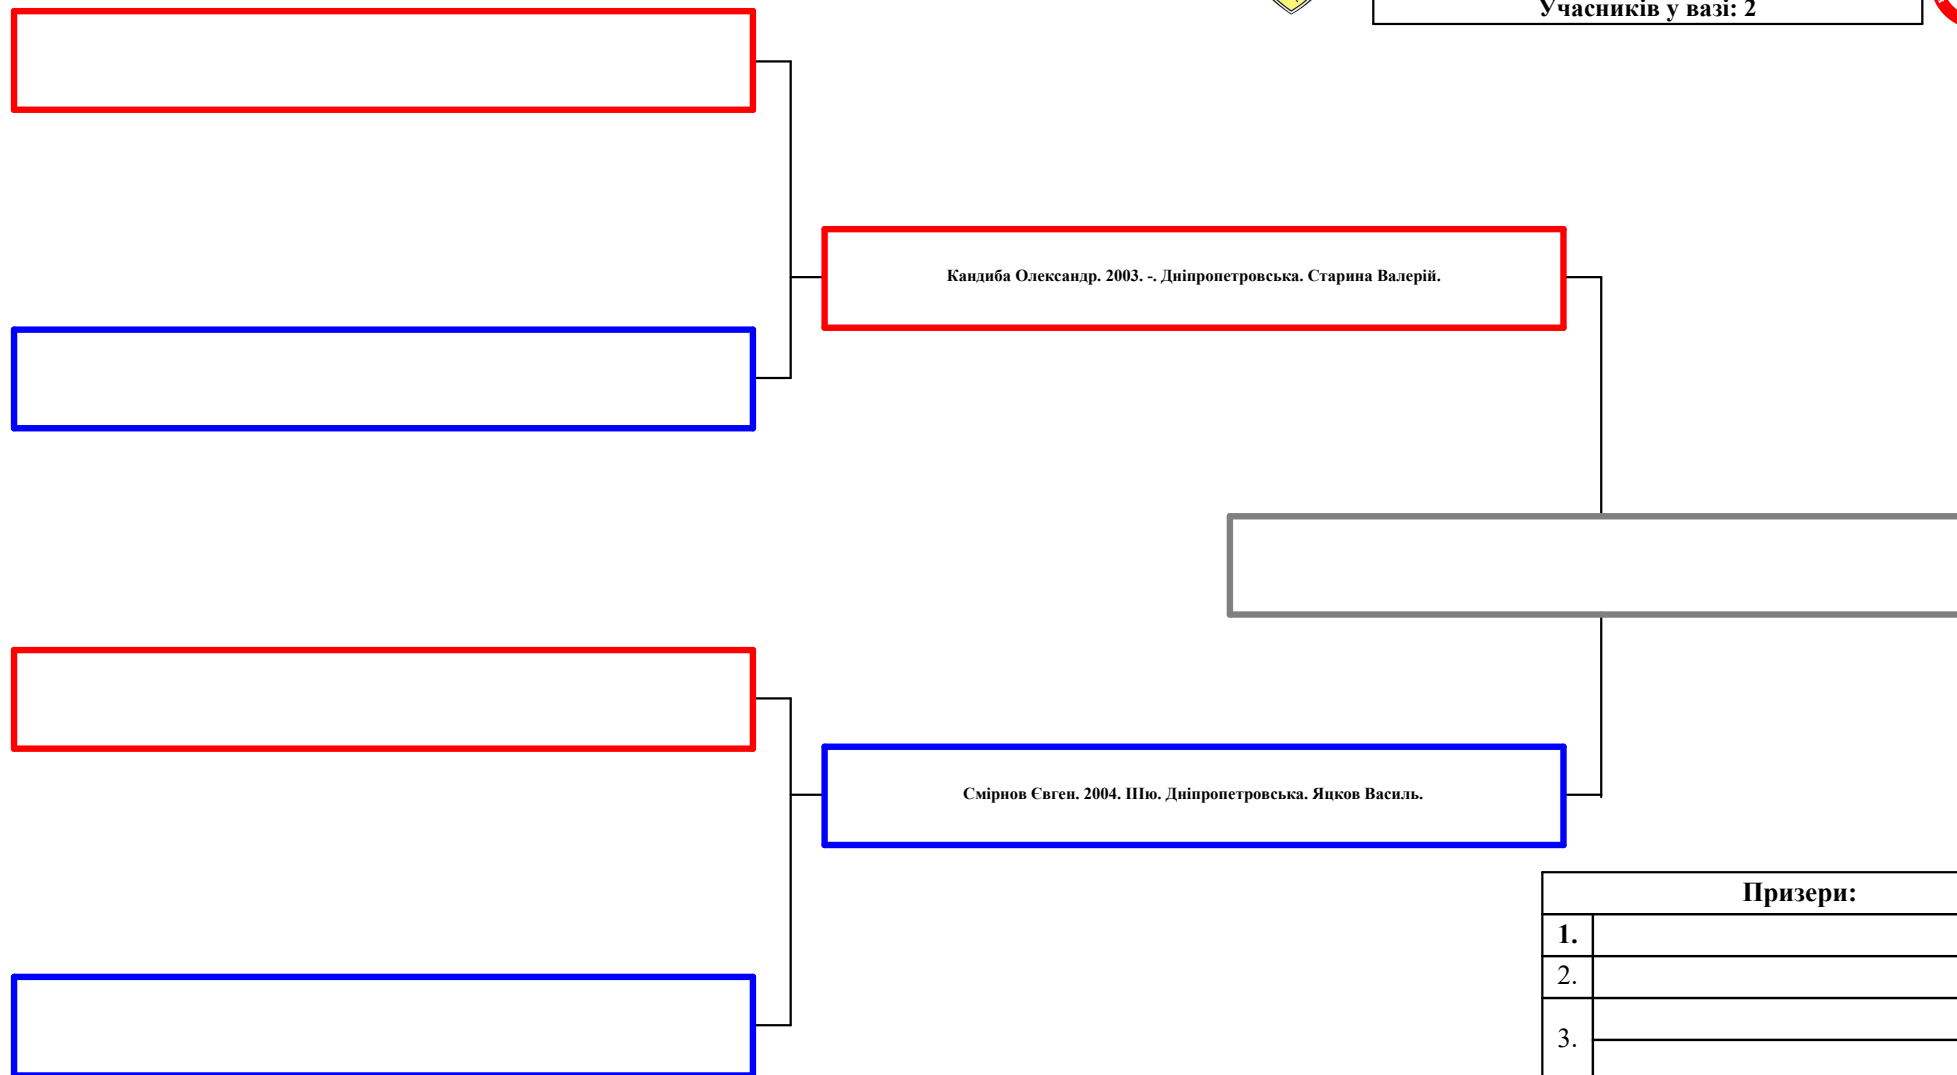 Учасників у вазі: 2
Кандиба Олександр. 2003. -. Дніпропетровська. Старина Валерій.
Смірнов Євген. 2004. ІІІю. Дніпропетровська. Яцков Василь.
Призери:
1.
2.
3.